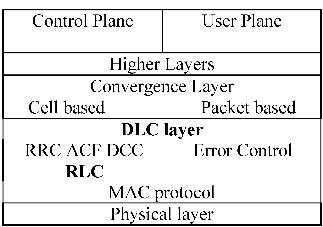 Control Plane User Plane
Higher Layers
Convergence Layer
Cell based Packet based
DLC layer
RRC ACF DCC Error Control
RLC
MAC protocol
Physical layer